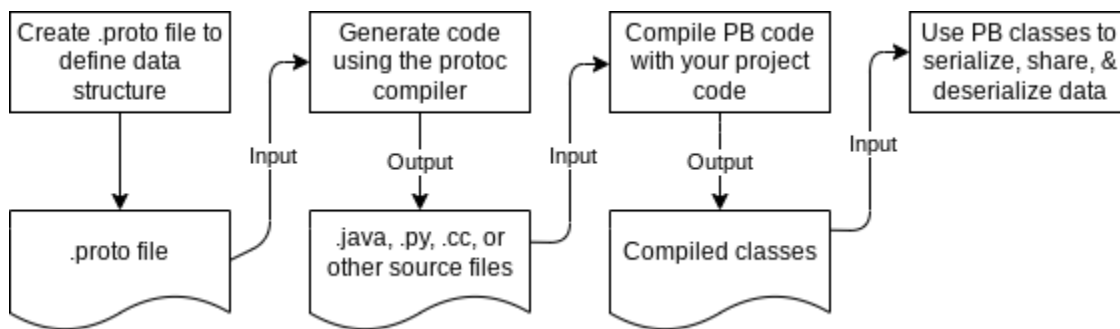 Create .proto file to
define data
structure
Generate code
using the protoc
compiler
Compile PB code
with your project
code
Use PB classes to
serialize, share, &
deserialize data
Input
Output
Input
Output
Input
.proto file
.java, .py, .cc, or
other source files
Compiled classes